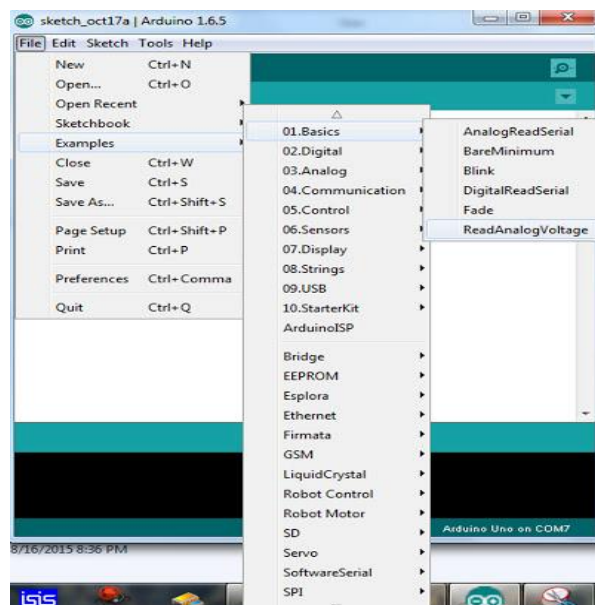 sketch_oct17a | Arduino 1.6.5
File Edit Sketch Tools Help
New Ctrl+N
Open... Ctrl+O
Open Recent
Sketchbook
Examples
Close Ctrl+W
Save Ctrl+S
Save As... Ctrl+Shift+S
Page Setup Ctrl+Shift+P
Print Ctrl+P
Preferences Ctrl+Comma
Quit Ctrl+Q
01.Basics
02.Digital
03.Analog
04.Communication
05.Control
06.Sensors
07.Display
08.Strings
09.USB
10.StarterKit
ArduinoISP
Bridge
EEPROM
Esplora
Ethernet
Firmata
GSM
LiquidCrystal
Robot Control
Robot Motor
SD
Servo
SoftwareSerial
SPI
AnalogReadSerial
BareMinimum
Blink
DigitalReadSerial
Fade
ReadAnalogVoltage
Arduino Uno on COM7
8/16/2015 8:36 PM
isis